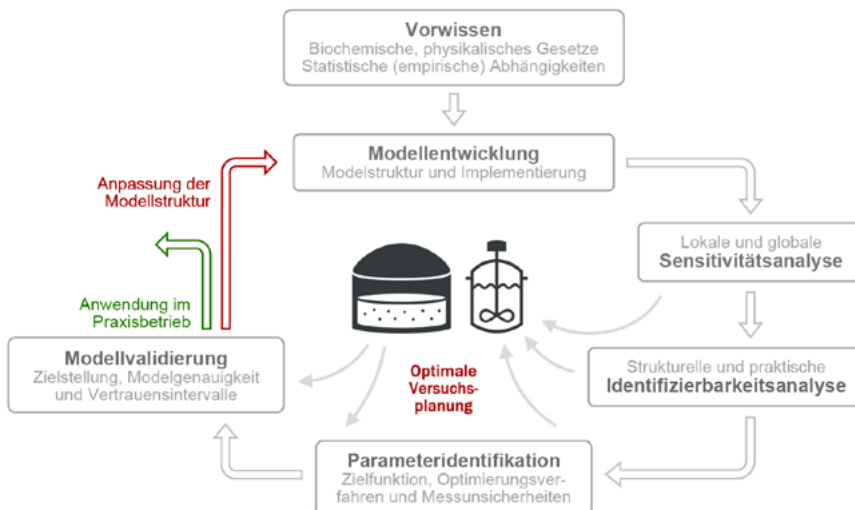 Vorwissen
Biochemische, physikalisches Gesetze
Statistische (empirische) Abhängigkeiten
Modellentwicklung
Modelstruktur und Implementierung
Anpassung der
Modellstruktur
Lokale und globale
Sensitivitätsanalyse
Anwendung im
Praxisbetrieb
Modellvalidierung
Zielstellung, Modelgenauigkeit
und Vertrauensintervalle
Optimale
Versuchs-
planung
Strukturelle und praktische
Identifizierbarkeitsanalyse
Parameteridentifikation
Zielfunktion, Optimierungsver-
fahren und Messunsicherheiten